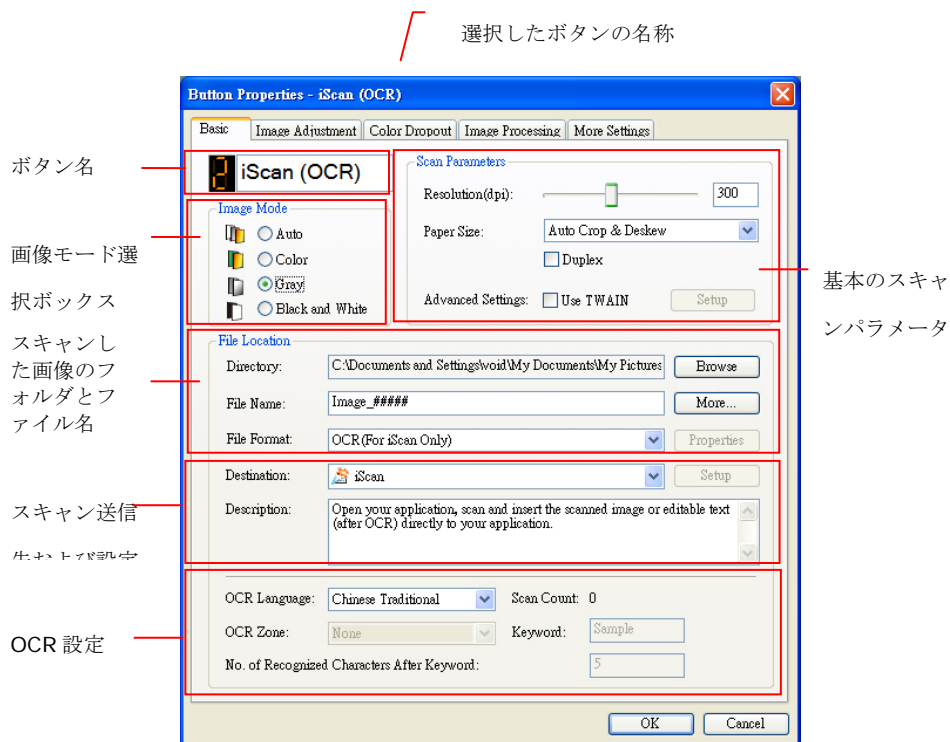 選択したボタンの名称
Button Properties - iScan (OCR)
Basic
Image Adjustment
Color Dropout
Image Processing
More Settings
ボタン名
2
iScan (OCR)
画像モード選
択ボックス
Image Mode
Auto
Color
Gray
Black and White
Scan Parameters
Resolution(dpi):
300
Paper Size:
Auto Crop & Deskew
Duplex
Advanced Settings:
Use TWAIN
Setup
基本のスキャ
ンパラメータ
スキャンし
た画像のフ
ォルダとフ
ァイル名
File Location
Directory:
C:\Documents and Settings\void\My Documents\My Pictures
Browse
File Name:
Image_#####
More...
File Format:
OCR(For iScan Only)
Properties
スキャン送信
先および設定
Destination:
iScan
Setup
Description:
Open your application, scan and insert the scanned image or editable text
(after OCR) directly to your application.
OCR 設定
OCR Language:
Chinese Traditional
Scan Count: 0
OCR Zone:
None
Keyword:
Sample
No. of Recognized Characters After Keyword:
5
OK
Cancel